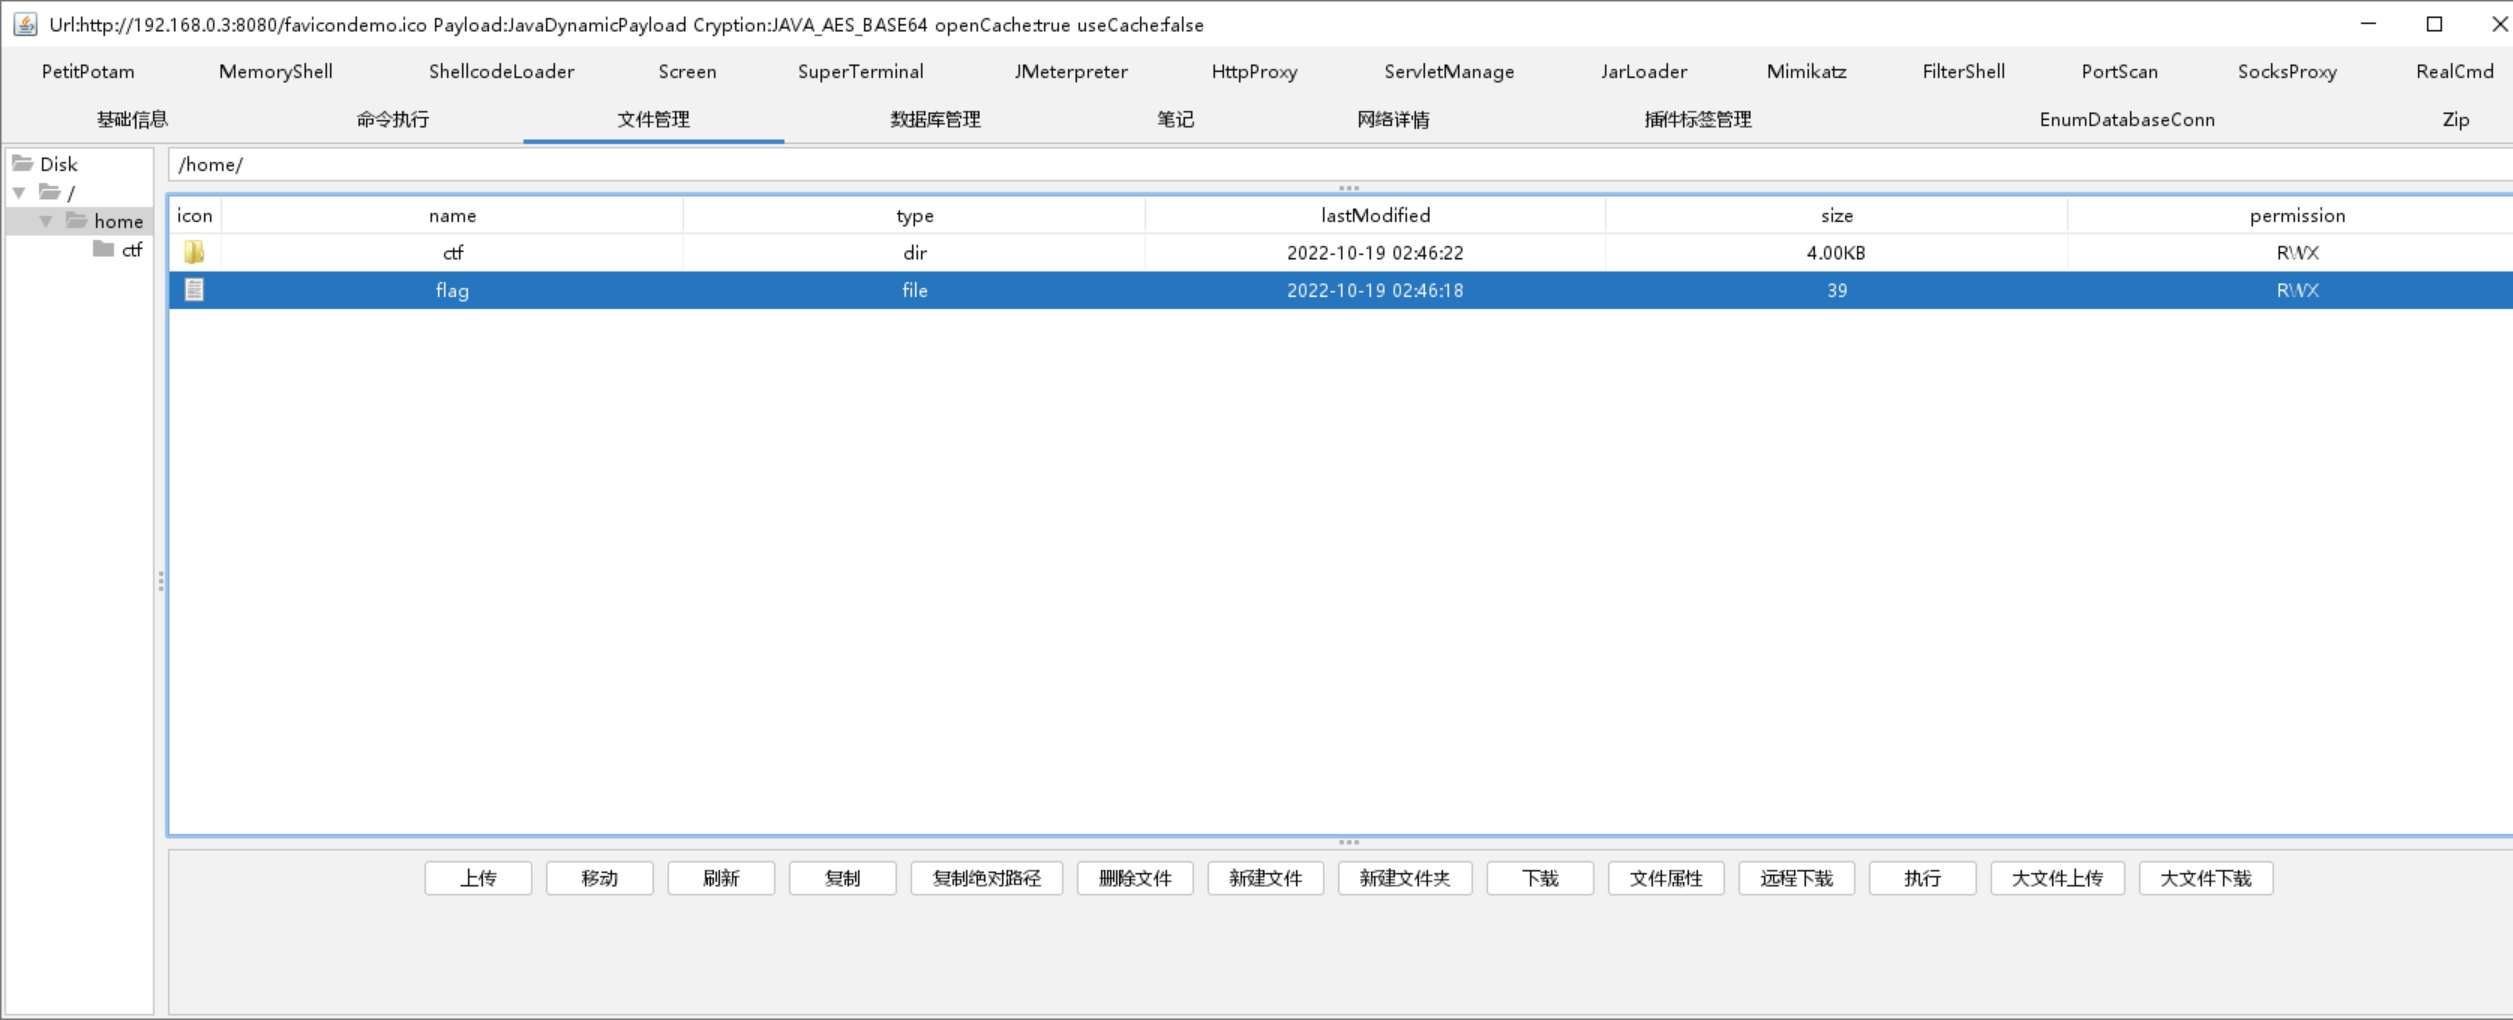 Url:http://192.168.0.3:8080/favicondemo.ico Payload:JavaDynamicPayload Cryption:JAVA_AES_BASE64 openCache:true useCache:false
PetitPotam MemoryShell ShellcodeLoader Screen SuperTerminal JMeterpreter HttpProxy ServletManage JarLoader Mimikatz FilterShell PortScan SocksProxy RealCmd
基础信息 命令执行 文件管理 数据库管理 笔记 网络详情 插件标签管理 EnumDatabaseConn Zip
Disk
/
home
ctf
/home/
icon name type lastModified size permission
ctf dir 2022-10-19 02:46:22 4.00KB RWX
flag file 2022-10-19 02:46:18 39 RWX
上传 移动 刷新 复制 复制绝对路径 删除文件 新建文件 新建文件夹 下载 文件属性 远程下载 执行 大文件上传 大文件下载